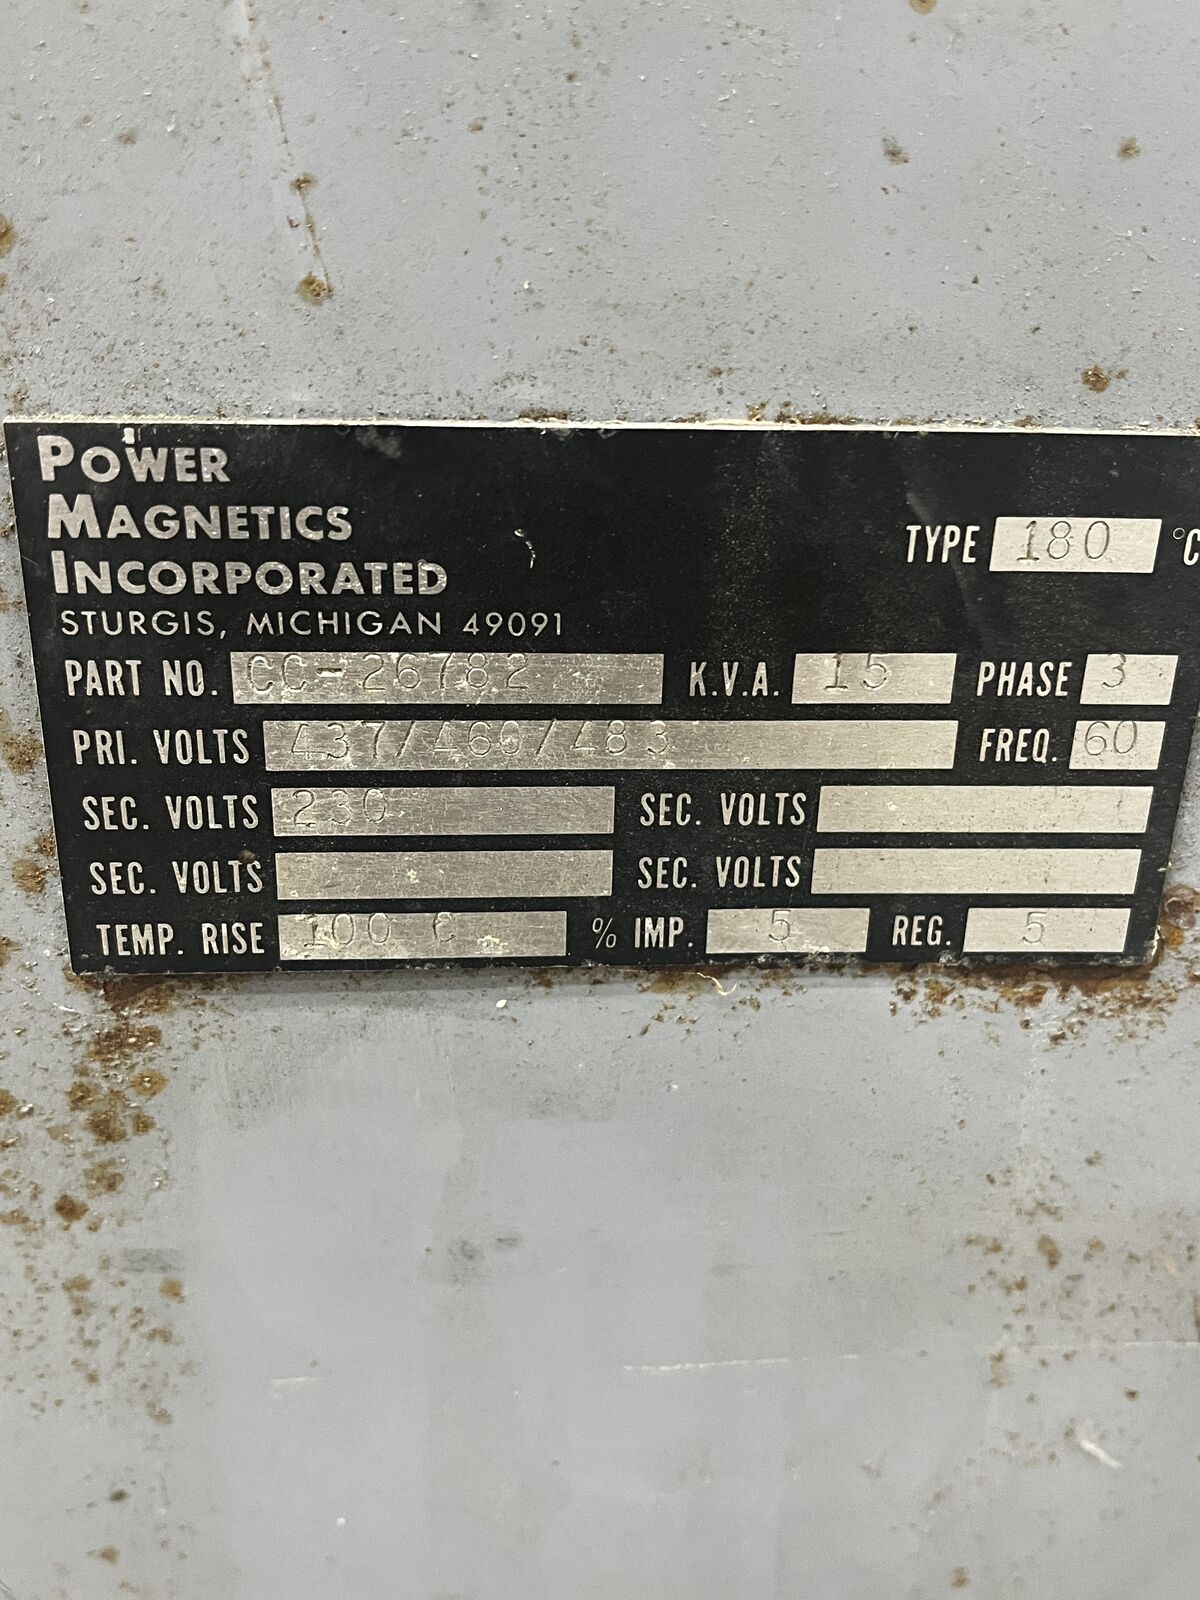 POWER
MAGNETICS
INCORPORATED
STURGIS, MICHIGAN 49091
TYPE 180 °C
PART NO. CC-26782 K.V.A. 15 PHASE 3
PRI. VOLTS 437/460/483 FREQ. 60
SEC. VOLTS 230 SEC. VOLTS
SEC. VOLTS SEC. VOLTS
TEMP. RISE 100 C % IMP. 5 REG. 5